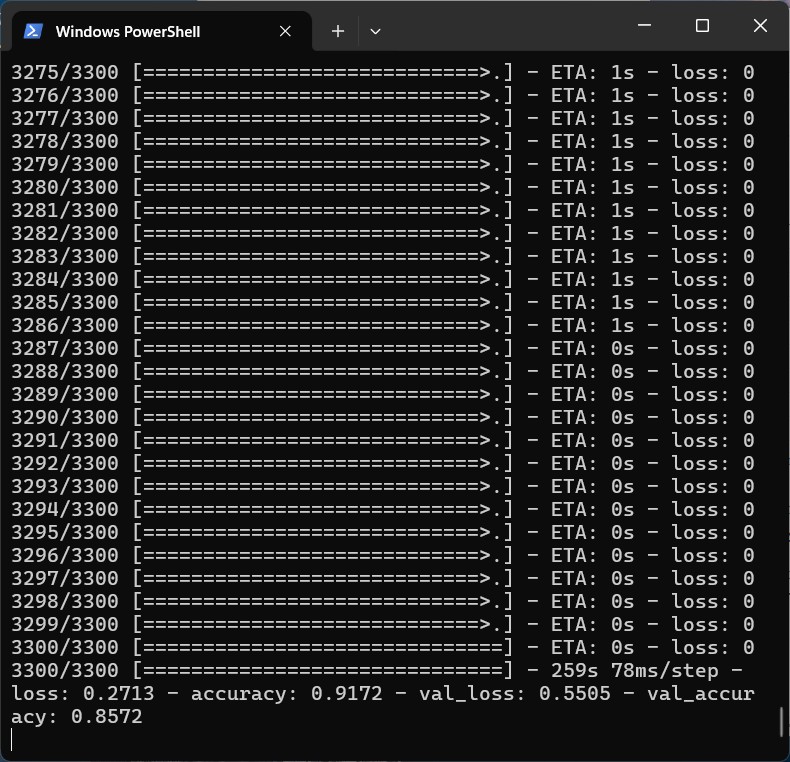 Windows PowerShell
3275/3300 [============================>.] - ETA: 1s - loss: 0
3276/3300 [============================>.] - ETA: 1s - loss: 0
3277/3300 [============================>.] - ETA: 1s - loss: 0
3278/3300 [============================>.] - ETA: 1s - loss: 0
3279/3300 [============================>.] - ETA: 1s - loss: 0
3280/3300 [============================>.] - ETA: 1s - loss: 0
3281/3300 [============================>.] - ETA: 1s - loss: 0
3282/3300 [============================>.] - ETA: 1s - loss: 0
3283/3300 [============================>.] - ETA: 1s - loss: 0
3284/3300 [============================>.] - ETA: 1s - loss: 0
3285/3300 [============================>.] - ETA: 1s - loss: 0
3286/3300 [============================>.] - ETA: 1s - loss: 0
3287/3300 [============================>.] - ETA: 0s - loss: 0
3288/3300 [============================>.] - ETA: 0s - loss: 0
3289/3300 [============================>.] - ETA: 0s - loss: 0
3290/3300 [============================>.] - ETA: 0s - loss: 0
3291/3300 [============================>.] - ETA: 0s - loss: 0
3292/3300 [============================>.] - ETA: 0s - loss: 0
3293/3300 [============================>.] - ETA: 0s - loss: 0
3294/3300 [============================>.] - ETA: 0s - loss: 0
3295/3300 [============================>.] - ETA: 0s - loss: 0
3296/3300 [============================>.] - ETA: 0s - loss: 0
3297/3300 [============================>.] - ETA: 0s - loss: 0
3298/3300 [============================>.] - ETA: 0s - loss: 0
3299/3300 [============================>.] - ETA: 0s - loss: 0
3300/3300 [==============================] - ETA: 0s - loss: 0
3300/3300 [==============================] - 259s 78ms/step -
loss: 0.2713 - accuracy: 0.9172 - val_loss: 0.5505 - val_accur
acy: 0.8572